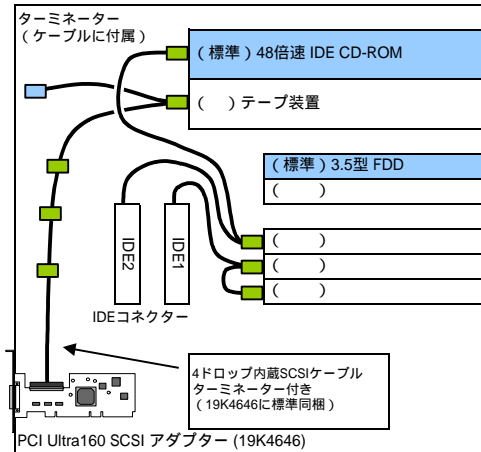 ターミネーター
(ケーブルに付属)
(標準)48倍速 IDE CD-ROM
(　)テープ装置
(標準)3.5型 FDD
(　　)
IDE2
IDE1
(　　)
(　　)
(　　)
IDEコネクター
4ドロップ内蔵SCSIケーブル
ターミネーター付き
(19K4646に標準同梱)
PCI Ultra160 SCSI アダプター (19K4646)